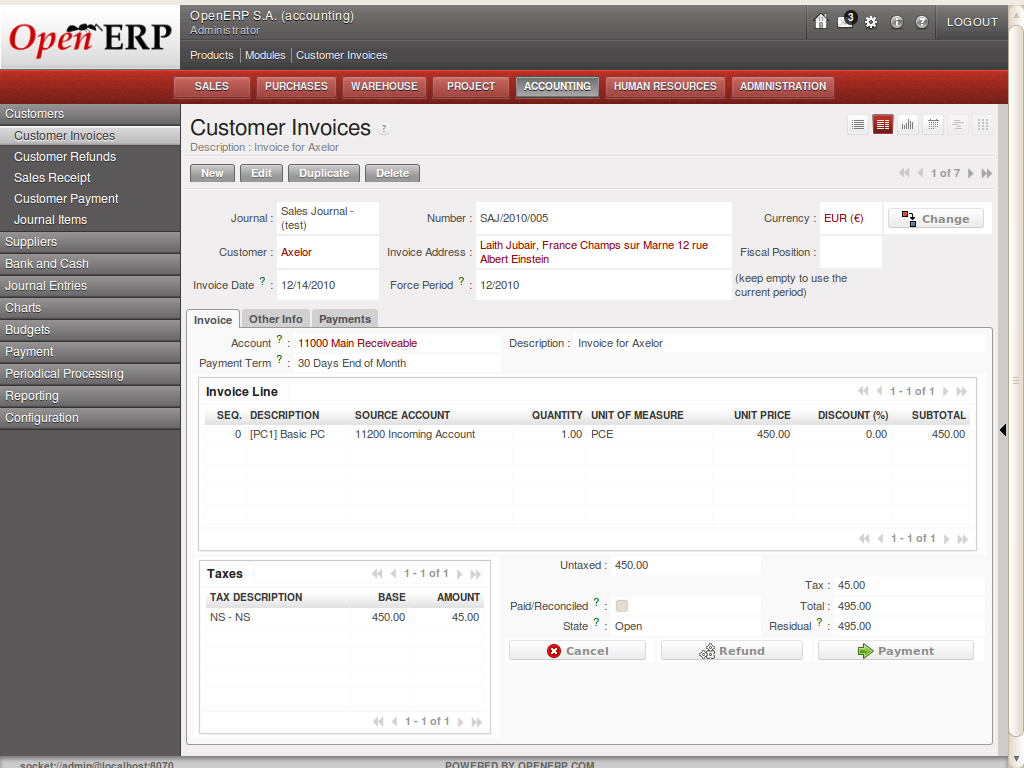 Open ERP
OpenERP S.A. (accounting)
Administrator
3
LOGOUT
Products Modules Customer Invoices
SALES PURCHASES WAREHOUSE PROJECT ACCOUNTING HUMAN RESOURCES ADMINISTRATION
Customers
Customer Invoices
Customer Refunds
Sales Receipt
Customer Payment
Journal Items
Suppliers
Bank and Cash
Journal Entries
Charts
Budgets
Payment
Periodical Processing
Reporting
Configuration
Customer Invoices ?
Description : Invoice for Axelor
New Edit Duplicate Delete
1 of 7
Journal : Sales Journal - (test)
Number : SAJ/2010/005
Currency : EUR (€) Change
Customer : Axelor
Invoice Address : Laith Jubair, France Champs sur Marne 12 rue
Albert Einstein
Fiscal Position :
Invoice Date ? : 12/14/2010
Force Period ? : 12/2010
(keep empty to use the
current period)
Invoice Other Info Payments
Account ? : 11000 Main Receiveable
Description : Invoice for Axelor
Payment Term ? : 30 Days End of Month
Invoice Line 1 - 1 of 1
SEQ. DESCRIPTION SOURCE ACCOUNT QUANTITY UNIT OF MEASURE UNIT PRICE DISCOUNT (%) SUBTOTAL
0 [PC1] Basic PC 11200 Incoming Account 1.00 PCE 450.00 0.00 450.00
1 - 1 of 1
Taxes 1 - 1 of 1
TAX DESCRIPTION BASE AMOUNT
NS - NS 450.00 45.00
1 - 1 of 1
Untaxed : 450.00
Tax : 45.00
Paid/Reconciled ? :
Total : 495.00
State ? : Open
Residual ? : 495.00
Cancel Refund Payment
socket://admin@localhost:8070
POWERED BY OPENERP.COM